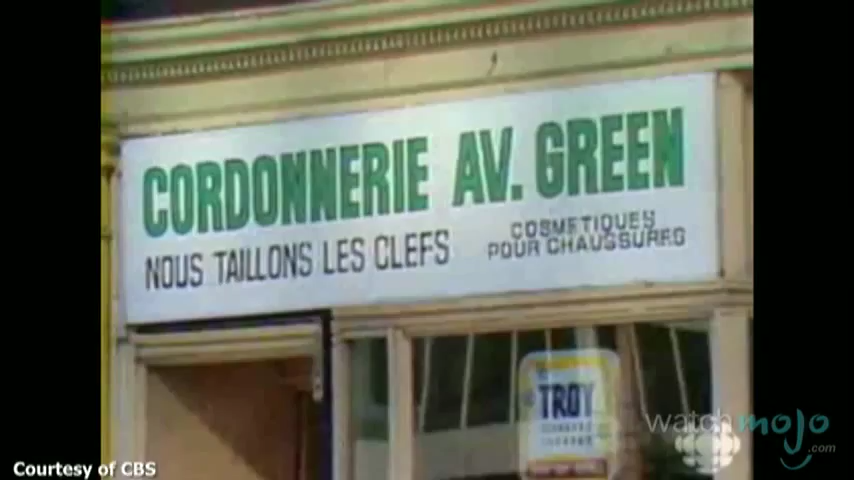 CORDONNERIE AV. GREEN
NOUS TAILLONS LES CLEFS
COSMETIQUES
POUR CHAUSSURES
TROY
watchmojo
.com
Courtesy of CBS